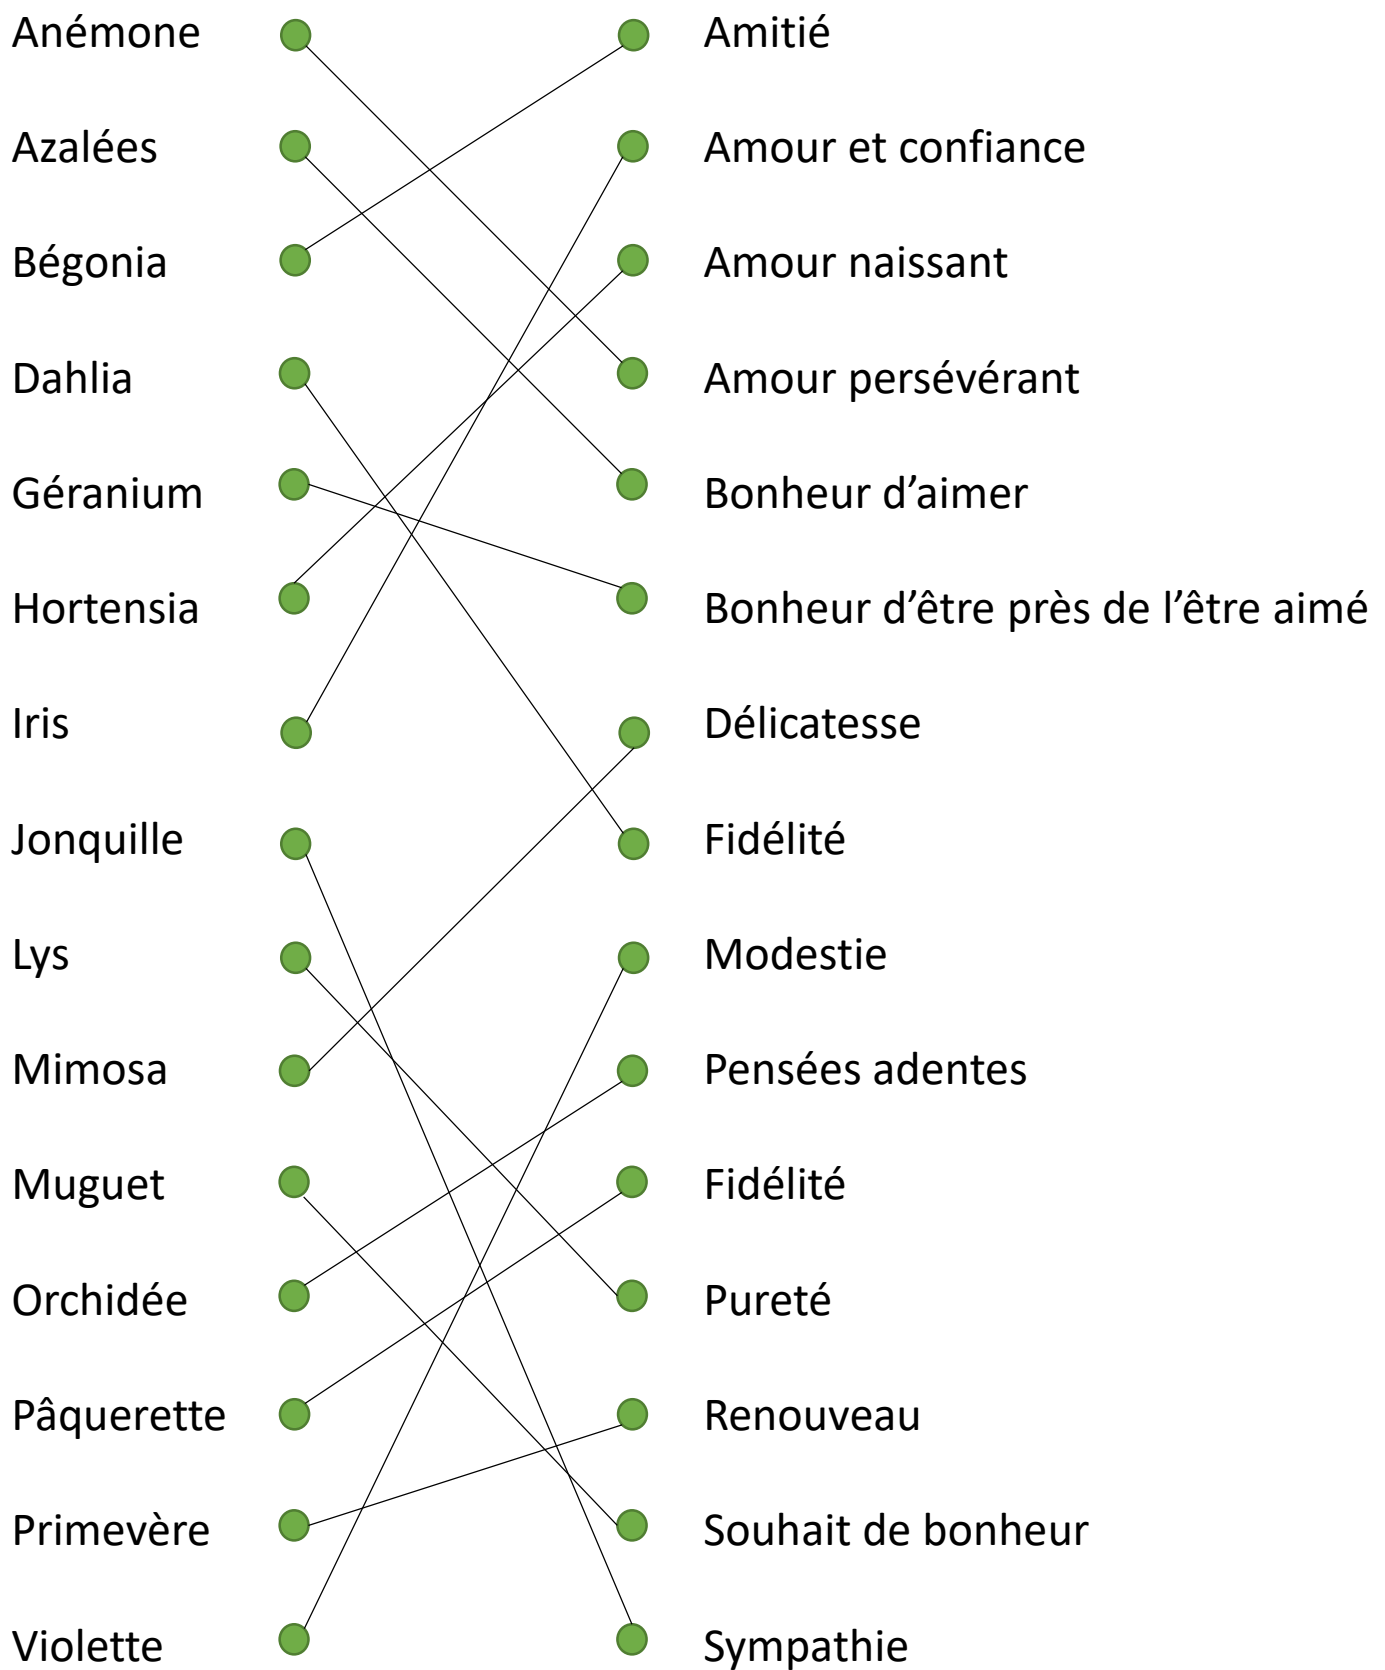 Anémone Amitié
Azalées Amour et confiance
Bégonia Amour naissant
Dahlia Amour persévérant
Géranium Bonheur d’aimer
Hortensia Bonheur d’être près de l’être aimé
Iris Délicatesse
Jonquille Fidélité
Lys Modestie
Mimosa Pensées adentes
Muguet Fidélité
Orchidée Pureté
Pâquerette Renouveau
Primevère Souhait de bonheur
Violette Sympathie